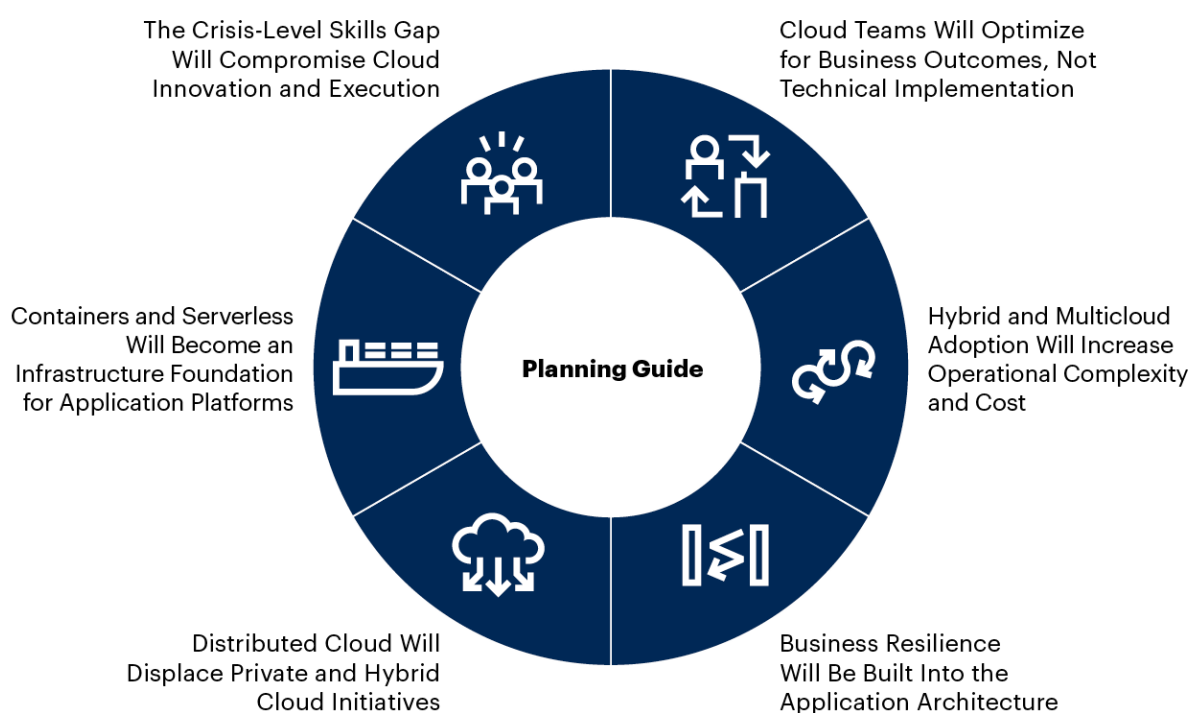 The Crisis-Level Skills Gap
Will Compromise Cloud
Innovation and Execution
Cloud Teams Will Optimize
for Business Outcomes, Not
Technical Implementation
Containers and Serverless
Will Become an
Infrastructure Foundation
for Application Platforms
Planning Guide
Hybrid and Multicloud
Adoption Will Increase
Operational Complexity
and Cost
Distributed Cloud Will
Displace Private and Hybrid
Cloud Initiatives
Business Resilience
Will Be Built Into the
Application Architecture